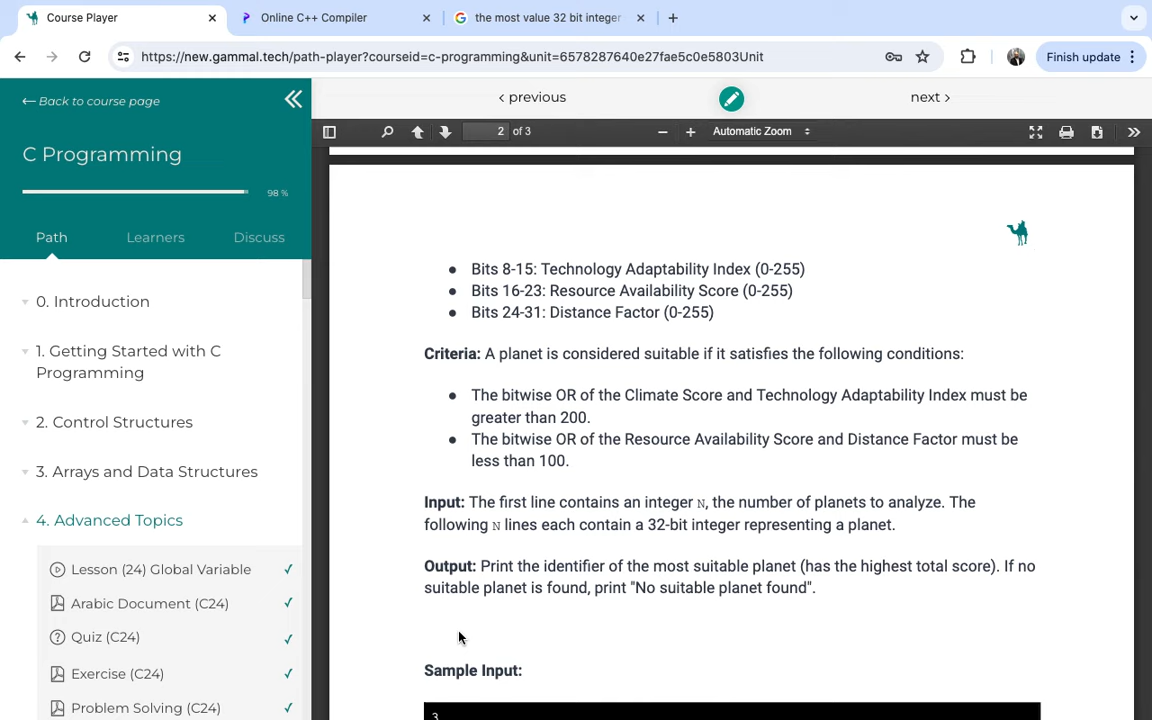 Course Player
Online C++ Compiler
the most value 32 bit integer
https://new.gammal.tech/path-player?courseid=c-programming&unit=6578287640e27fae5c0e5803Unit
Finish update
Back to course page
C Programming
98 %
Path Learners Discuss
0. Introduction
1. Getting Started with C
Programming
2. Control Structures
3. Arrays and Data Structures
4. Advanced Topics
Lesson (24) Global Variable
Arabic Document (C24)
Quiz (C24)
Exercise (C24)
Problem Solving (C24)
‹ previous
next ›
2 of 3
Automatic Zoom
Bits 8-15: Technology Adaptability Index (0-255)
Bits 16-23: Resource Availability Score (0-255)
Bits 24-31: Distance Factor (0-255)
Criteria: A planet is considered suitable if it satisfies the following conditions:
The bitwise OR of the Climate Score and Technology Adaptability Index must be
greater than 200.
The bitwise OR of the Resource Availability Score and Distance Factor must be
less than 100.
Input: The first line contains an integer N, the number of planets to analyze. The
following N lines each contain a 32-bit integer representing a planet.
Output: Print the identifier of the most suitable planet (has the highest total score). If no
suitable planet is found, print "No suitable planet found".
Sample Input:
3